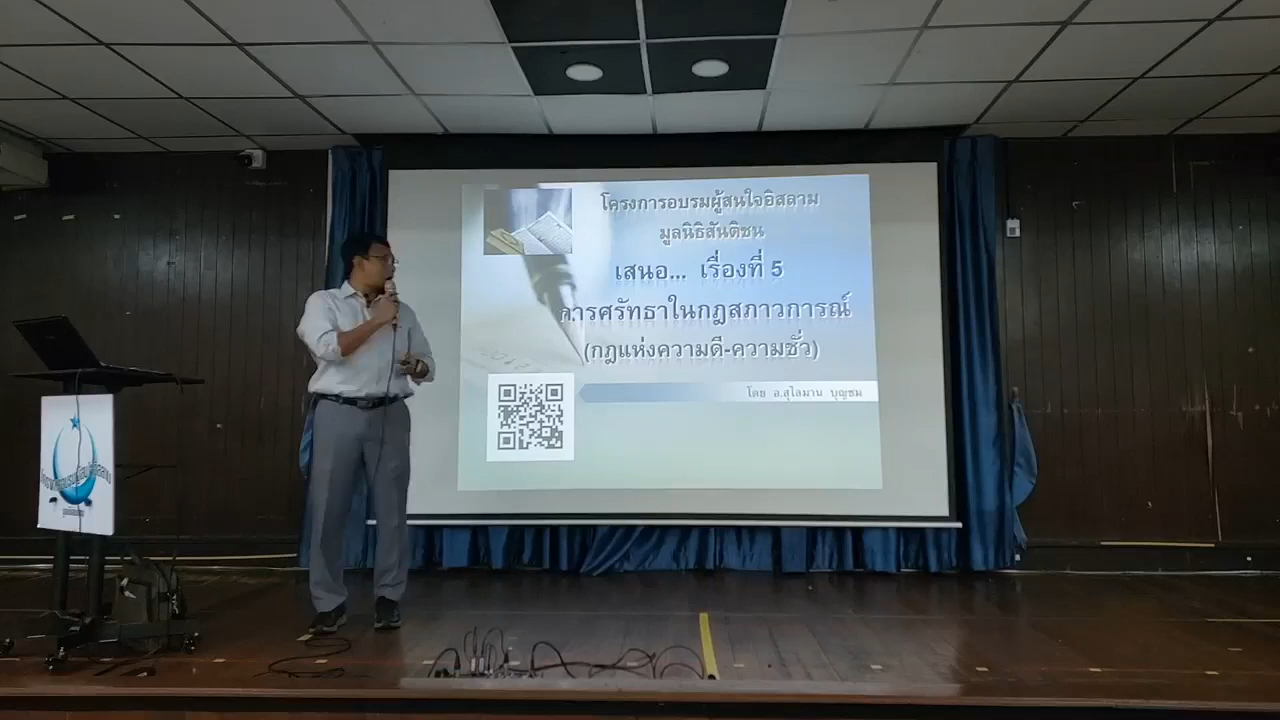 โครงการอบรมผู้สนใจอิสลาม
มูลนิธิสันติชน
เสนอ... เรื่องที่ 5
การศรัทธาในกฎสภาวการณ์
(กฎแห่งความดี-ความชั่ว)
โดย อ.สุไลมาน บุญชม